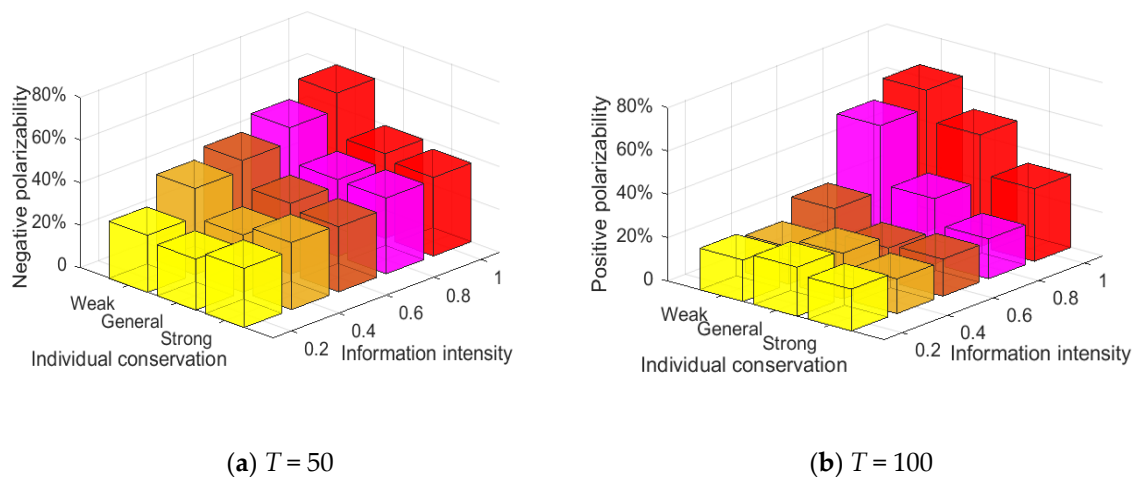 Negative polarizability
80%
60%
40%
20%
0
Weak
General
Strong
Individual conservation
0.2
0.4
0.6
0.8
1
Information intensity
(a) T = 50
Positive polarizability
80%
60%
40%
20%
0
Weak
General
Strong
Individual conservation
0.2
0.4
0.6
0.8
1
Information intensity
(b) T = 100